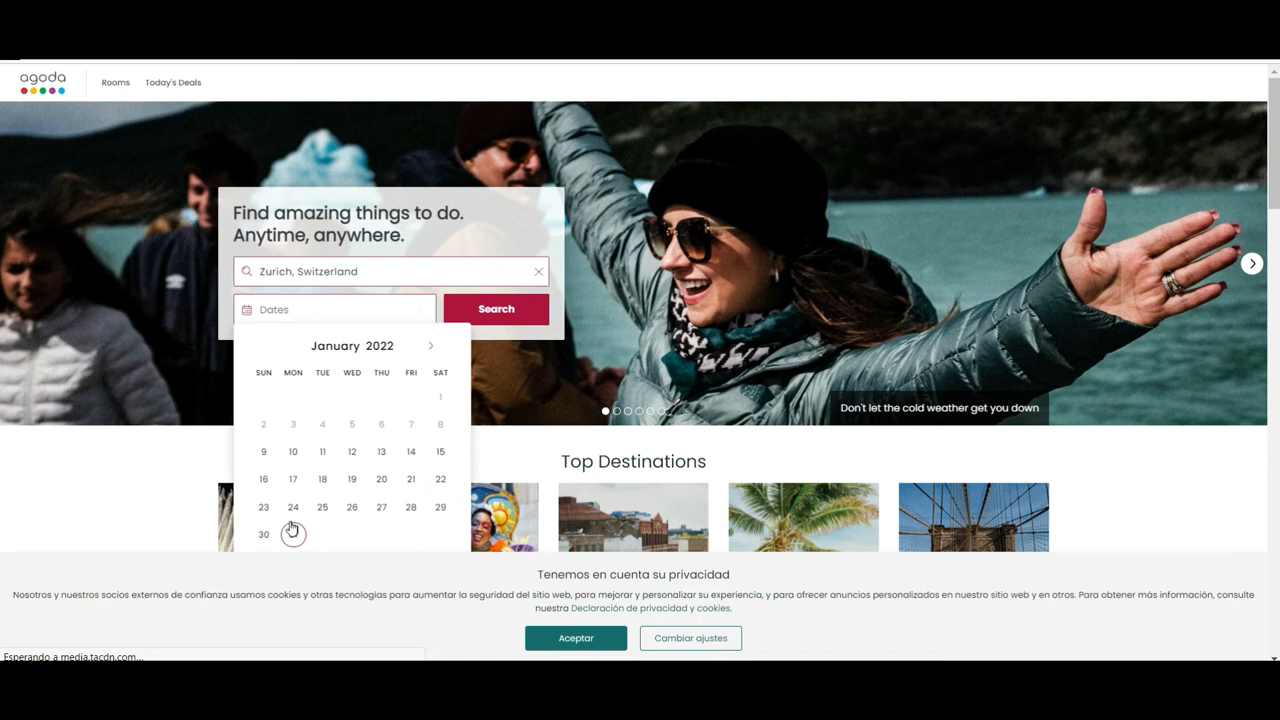 agoda
Rooms Today's Deals
Find amazing things to do.
Anytime, anywhere.
Zurich, Switzerland
Dates Search
January 2022
SUN MON TUE WED THU FRI SAT
1
2 3 4 5 6 7 8
9 10 11 12 13 14 15
16 17 18 19 20 21 22
23 24 25 26 27 28 29
30
Don't let the cold weather get you down
Top Destinations
Tenemos en cuenta su privacidad
Nosotros y nuestros socios externos de confianza usamos cookies y otras tecnologías para aumentar la seguridad del sitio web, para mejorar y personalizar su experiencia, y para ofrecer anuncios personalizados en nuestro sitio web y en otros. Para obtener más información, consulte
nuestra Declaración de privacidad y cookies.
Aceptar Cambiar ajustes
Esperando a media.tacdn.com...